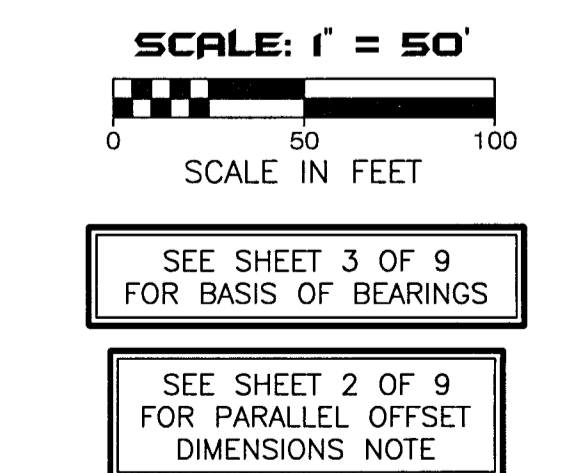 SCALE: 1" = 50'
0 50 100
SCALE IN FEET
SEE SHEET 3 OF 9
FOR BASIS OF BEARINGS
SEE SHEET 2 OF 9
FOR PARALLEL OFFSET
DIMENSIONS NOTE